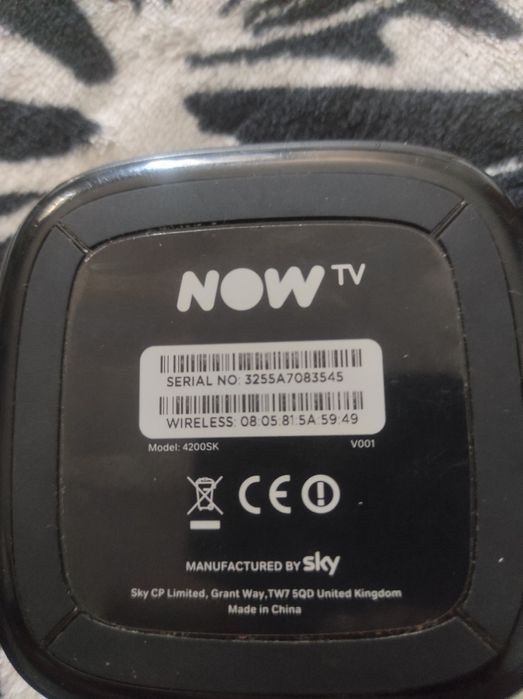 NOW TV
SERIAL NO: 3255A7083545
WIRELESS: 08:05:81:5A:59:49
Model: 4200SK V001
CE
MANUFACTURED BY sky
Sky CP Limited, Grant Way,TW7 5QD United Kingdom
Made in China